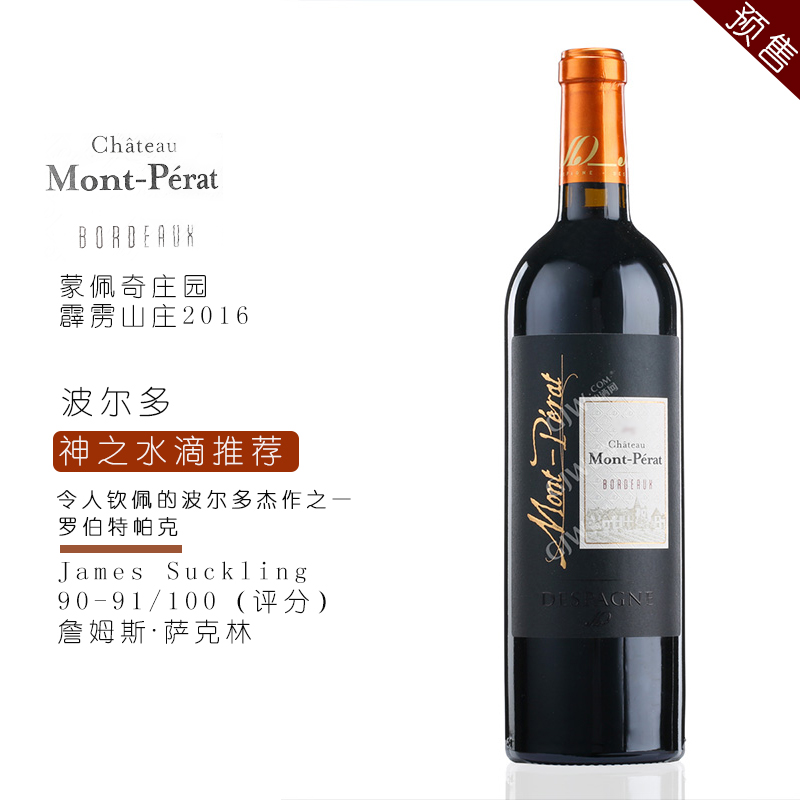 预售
Château
Mont-Pérat
BORDEAUX
蒙佩奇庄园
霹雳山庄2016
波尔多
神之水滴推荐
令人钦佩的波尔多杰作之一
罗伯特帕克
James Suckling
90-91/100 (评分)
詹姆斯·萨克林
Mont-Pérat
Château
Mont-Pérat
BORDEAUX
DESPAGNE